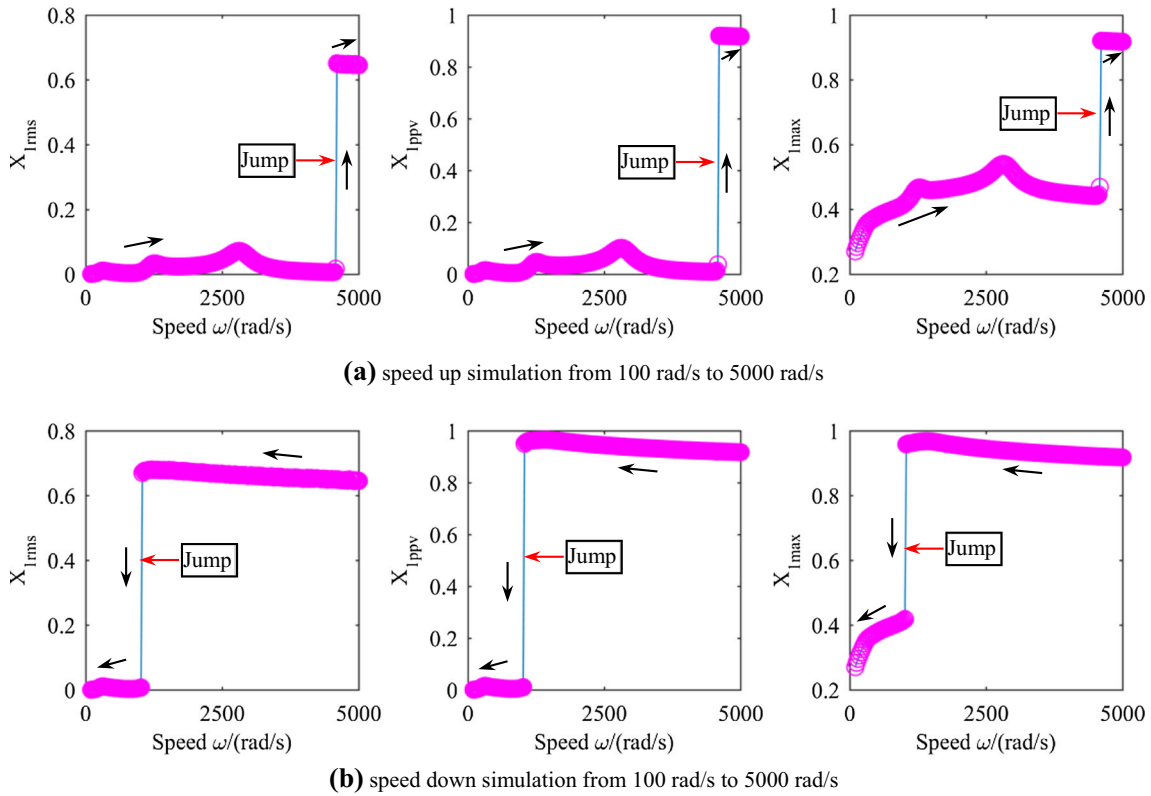 0.8
0.6
0.4
0.2
0
X1rms
Jump
0
2500
5000
Speed ω/(rad/s)
1
0.8
0.6
0.4
0.2
0
X1ppv
Jump
0
2500
5000
Speed ω/(rad/s)
1
0.8
0.6
0.4
0.2
X1max
Jump
0
2500
5000
Speed ω/(rad/s)
(a) speed up simulation from 100 rad/s to 5000 rad/s
0.8
0.6
0.4
0.2
0
X1rms
Jump
0
2500
5000
Speed ω/(rad/s)
1
0.8
0.6
0.4
0.2
0
X1ppv
Jump
0
2500
5000
Speed ω/(rad/s)
1
0.8
0.6
0.4
0.2
X1max
Jump
0
2500
5000
Speed ω/(rad/s)
(b) speed down simulation from 100 rad/s to 5000 rad/s